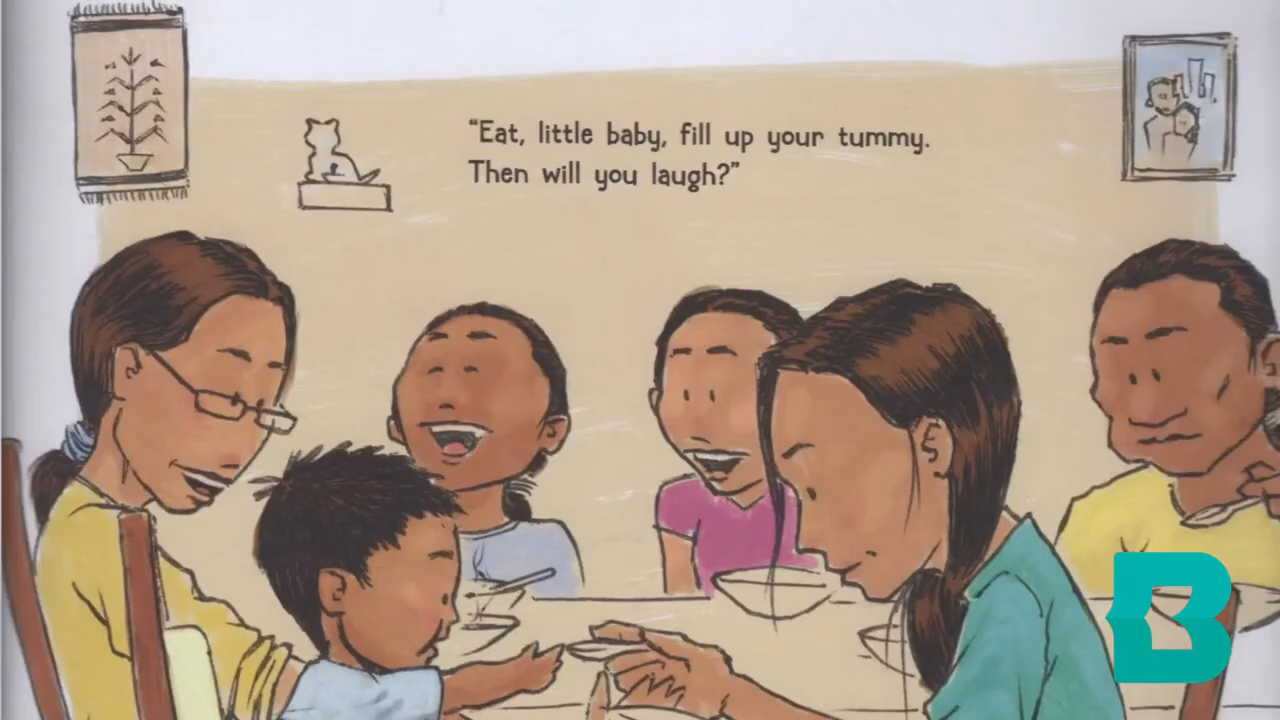 “Eat, little baby, fill up your tummy.
Then will you laugh?”
B